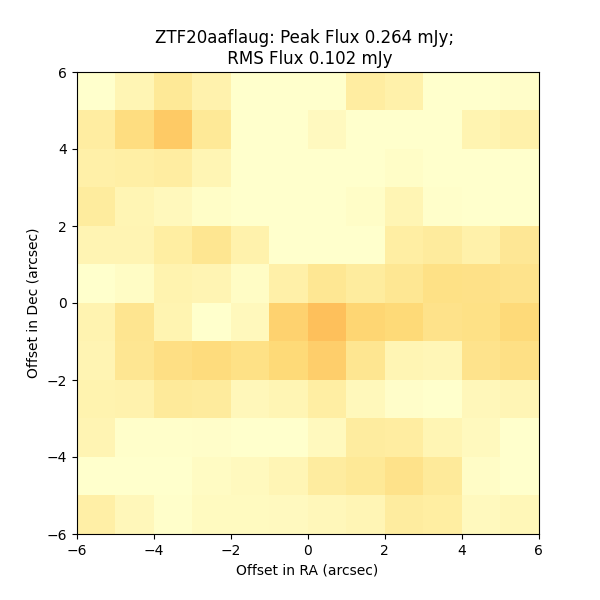 ZTF20aaflaug: Peak Flux 0.264 mJy;
RMS Flux 0.102 mJy
6
4
2
0
−2
−4
−6
Offset in Dec (arcsec)
−6 −4 −2 0 2 4 6
Offset in RA (arcsec)